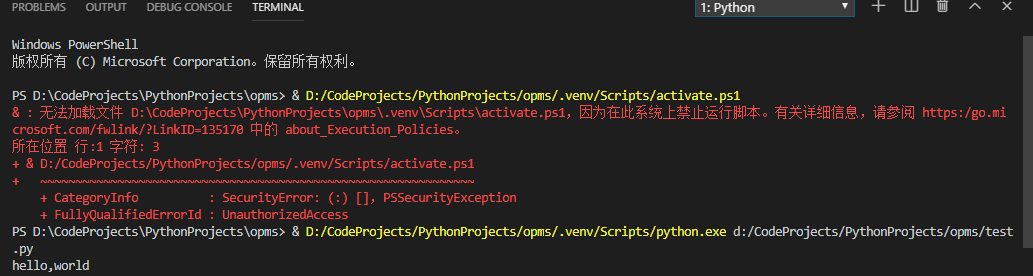 PROBLEMS OUTPUT DEBUG CONSOLE TERMINAL 1: Python
Windows PowerShell
版权所有 (C) Microsoft Corporation。保留所有权利。
PS D:\CodeProjects\PythonProjects\opms> & D:/CodeProjects/PythonProjects/opms/.venv/Scripts/activate.ps1
& : 无法加载文件 D:\CodeProjects\PythonProjects\opms\.venv\Scripts\activate.ps1，因为在此系统上禁止运行脚本。有关详细信息，请参阅 https:/go.mi
crosoft.com/fwlink/?LinkID=135170 中的 about_Execution_Policies。
所在位置 行:1 字符: 3
+ & D:/CodeProjects/PythonProjects/opms/.venv/Scripts/activate.ps1
+   ~~~~~~~~~~~~~~~~~~~~~~~~~~~~~~~~~~~~~~~~~~~~~~~~~~~~~~~~~~~~~~
+ CategoryInfo          : SecurityError: (:) []，PSSecurityException
+ FullyQualifiedErrorId : UnauthorizedAccess
PS D:\CodeProjects\PythonProjects\opms> & D:/CodeProjects/PythonProjects/opms/.venv/Scripts/python.exe d:/CodeProjects/PythonProjects/opms/test
.py
hello,world